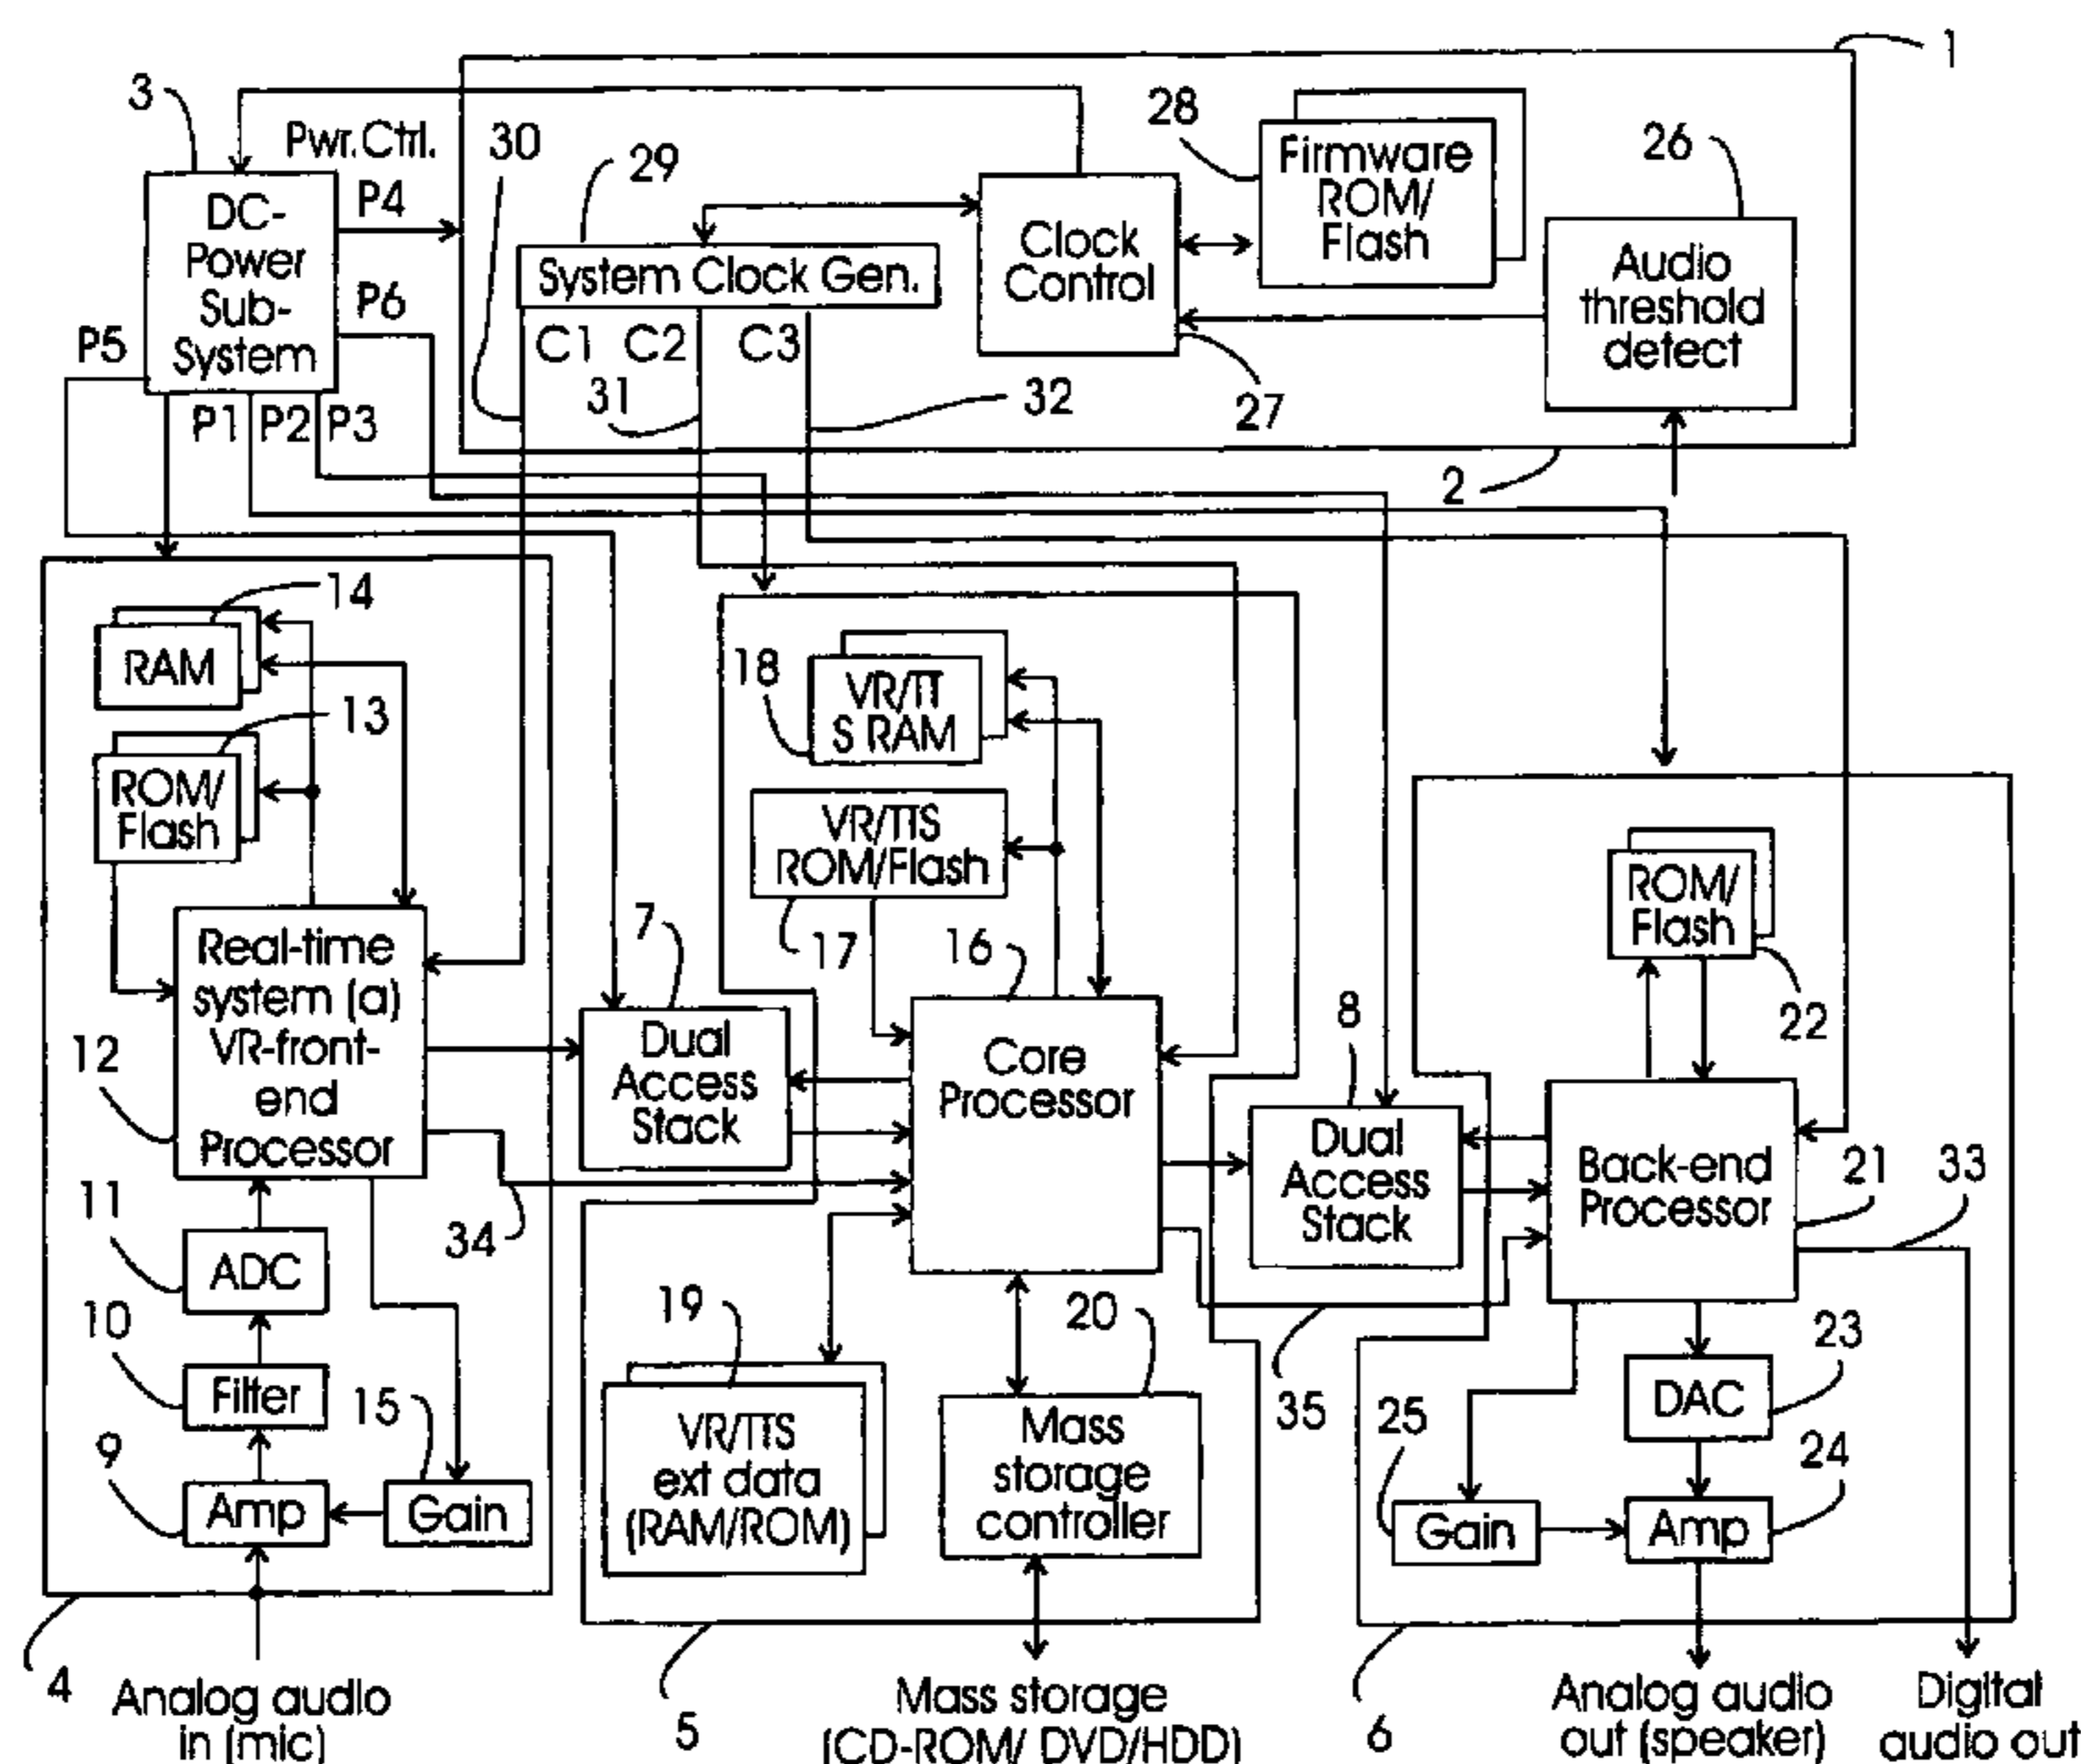 1
3
Pwr. Ctrl.
30
29
28
Firmware
ROM/
Flash
26
DC-
Power
Sub-
System
P4
P6
P5
P1
P2
P3
System Clock Gen.
C1
C2
C3
Clock
Control
Audio
threshold
detect
31
32
27
2
14
RAM
13
ROM/
Flash
18
VR/TT
S RAM
VR/TTS
ROM/Flash
17
7
16
8
ROM/
Flash
22
12
Real-time
system (a)
VR-front-
end
Processor
Dual
Access
Stack
Core
Processor
Dual
Access
Stack
Back-end
Processor
21
33
11
ADC
34
10
Filter
15
9
Amp
Gain
19
VR/TTS
ext data
(RAM/ROM)
20
Mass
storage
controller
35
25
Gain
23
DAC
24
Amp
4
Analog audio
in (mic)
5
Mass storage
(CD-ROM/ DVD/HDD)
6
Analog audio
out (speaker)
Digital
audio out